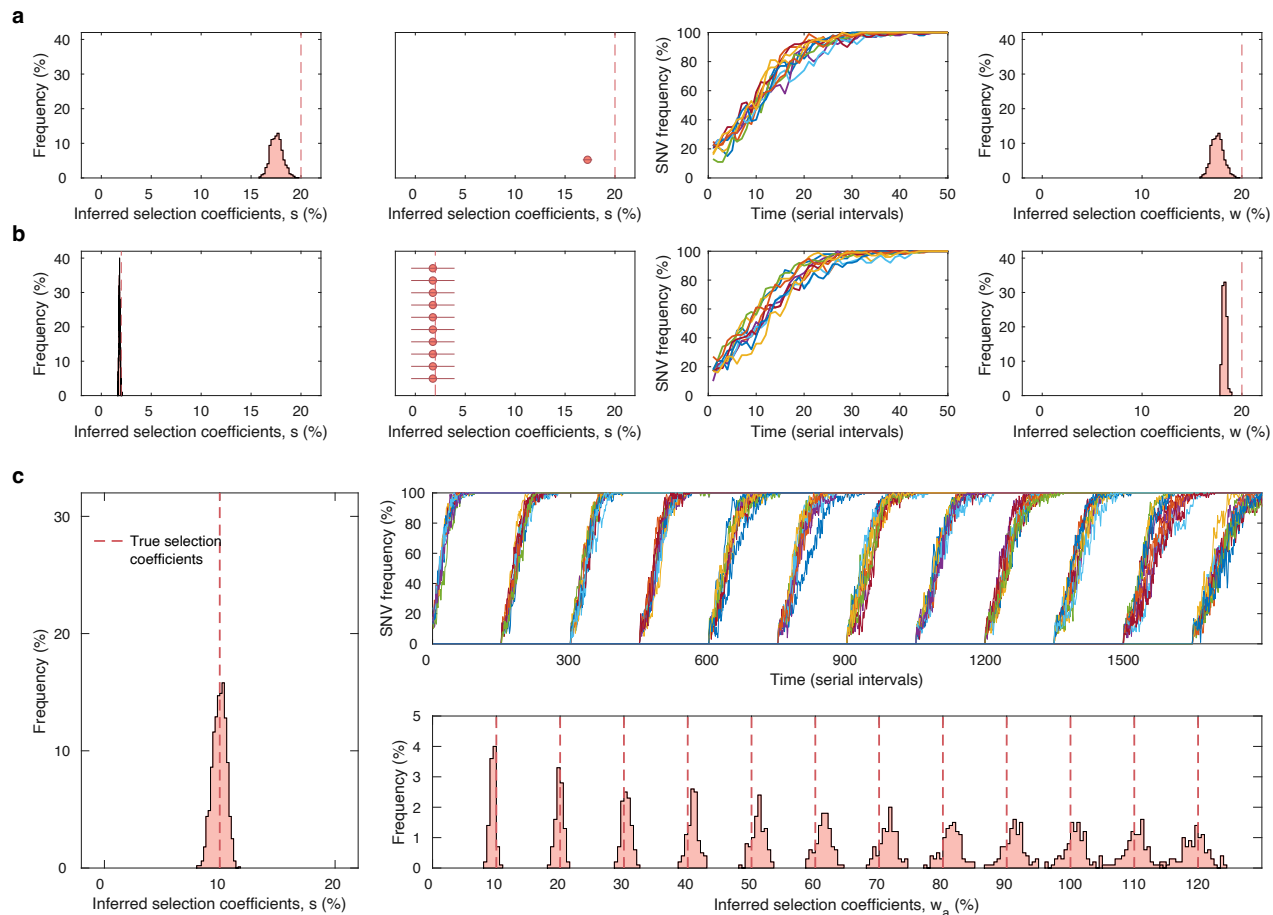 a
Frequency (%)
40
30
20
10
0
0 5 10 15 20
Inferred selection coefficients, s (%)
0 5 10 15 20
Inferred selection coefficients, s (%)
SNV frequency (%)
100
80
60
40
20
0
0 10 20 30 40 50
Time (serial intervals)
Frequency (%)
40
30
20
10
0
0 10 20
Inferred selection coefficients, w (%)
b
Frequency (%)
40
30
20
10
0
0 5 10 15 20
Inferred selection coefficients, s (%)
0 5 10 15 20
Inferred selection coefficients, s (%)
SNV frequency (%)
100
80
60
40
20
0
0 10 20 30 40 50
Time (serial intervals)
Frequency (%)
40
30
20
10
0
0 10 20
Inferred selection coefficients, w (%)
c
Frequency (%)
30
20
10
0
True selection
coefficients
0 10 20
Inferred selection coefficients, s (%)
SNV frequency (%)
100
80
60
40
20
0
0 300 600 900 1200 1500
Time (serial intervals)
Frequency (%)
5
4
3
2
1
0
0 10 20 30 40 50 60 70 80 90 100 110 120
Inferred selection coefficients, w_a (%)